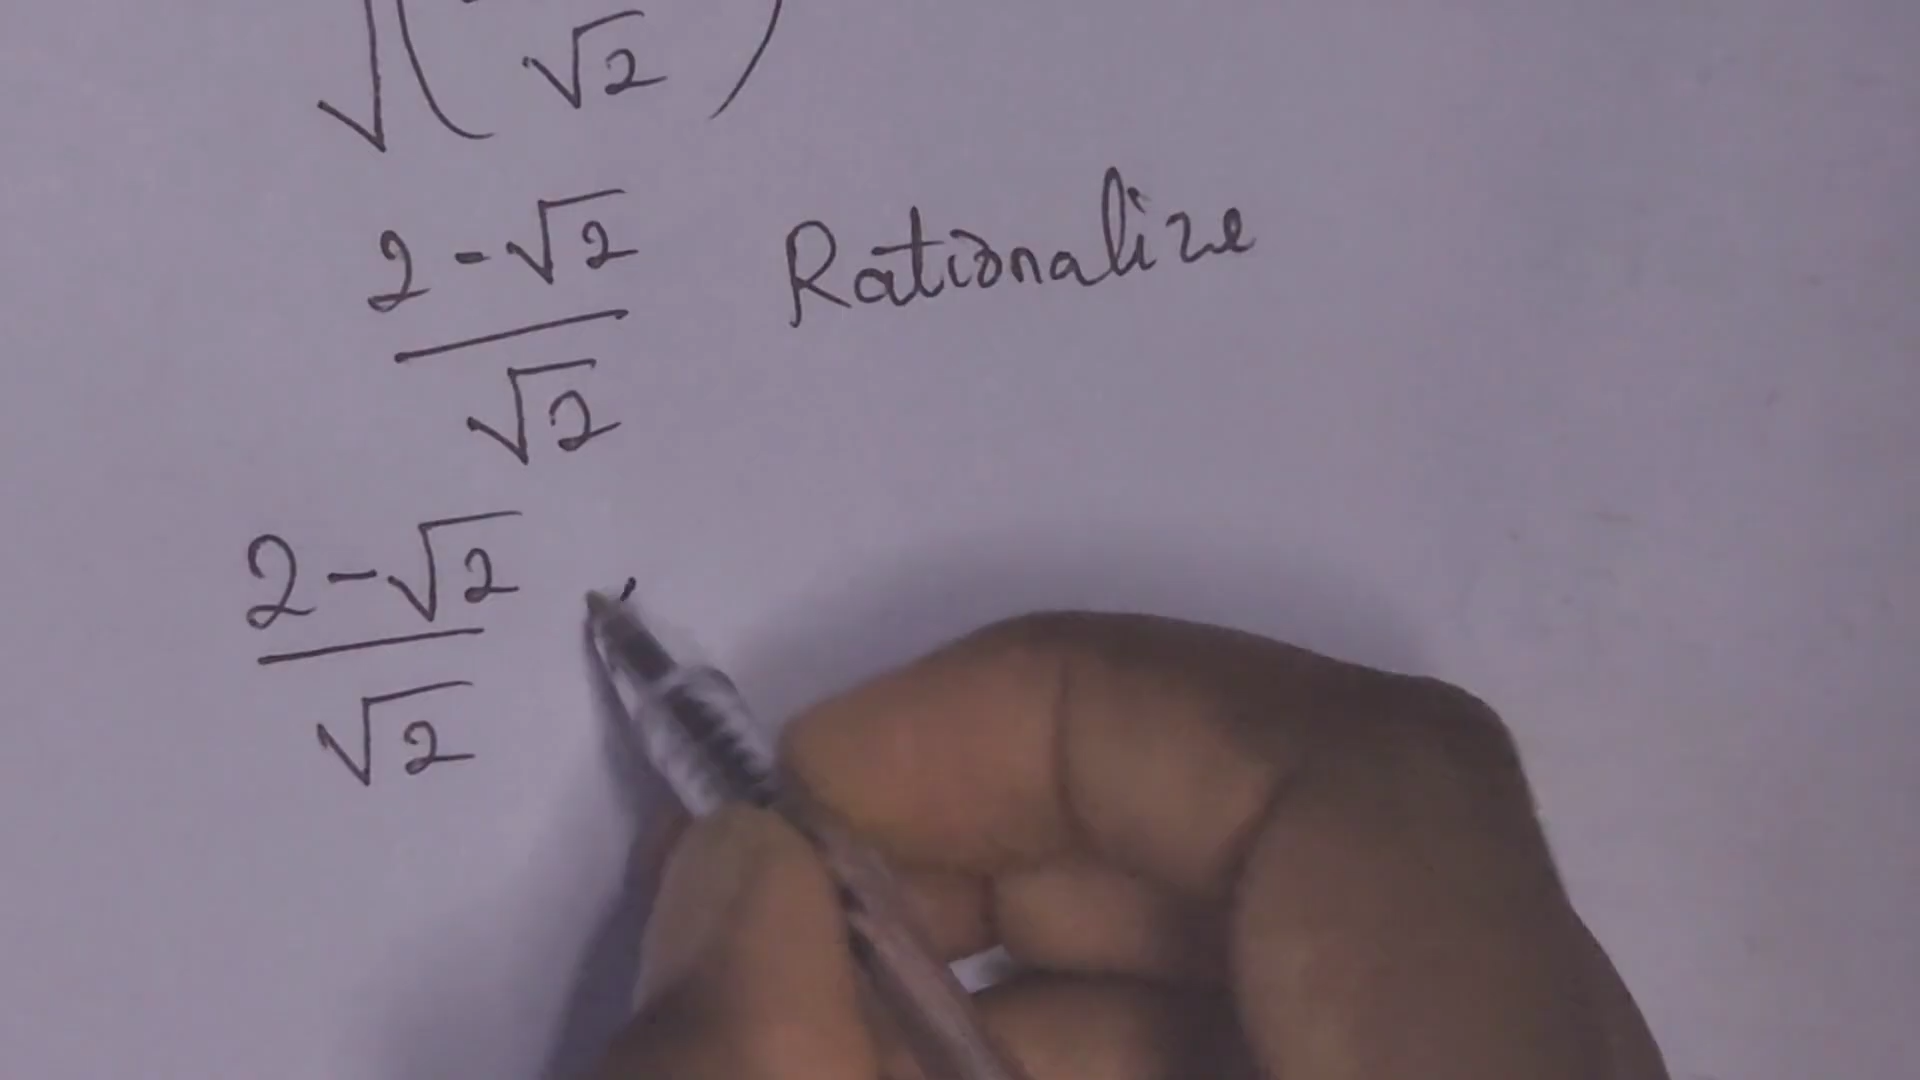 √( √2 )
2 - √2 Rationalize
√2
2 - √2
√2